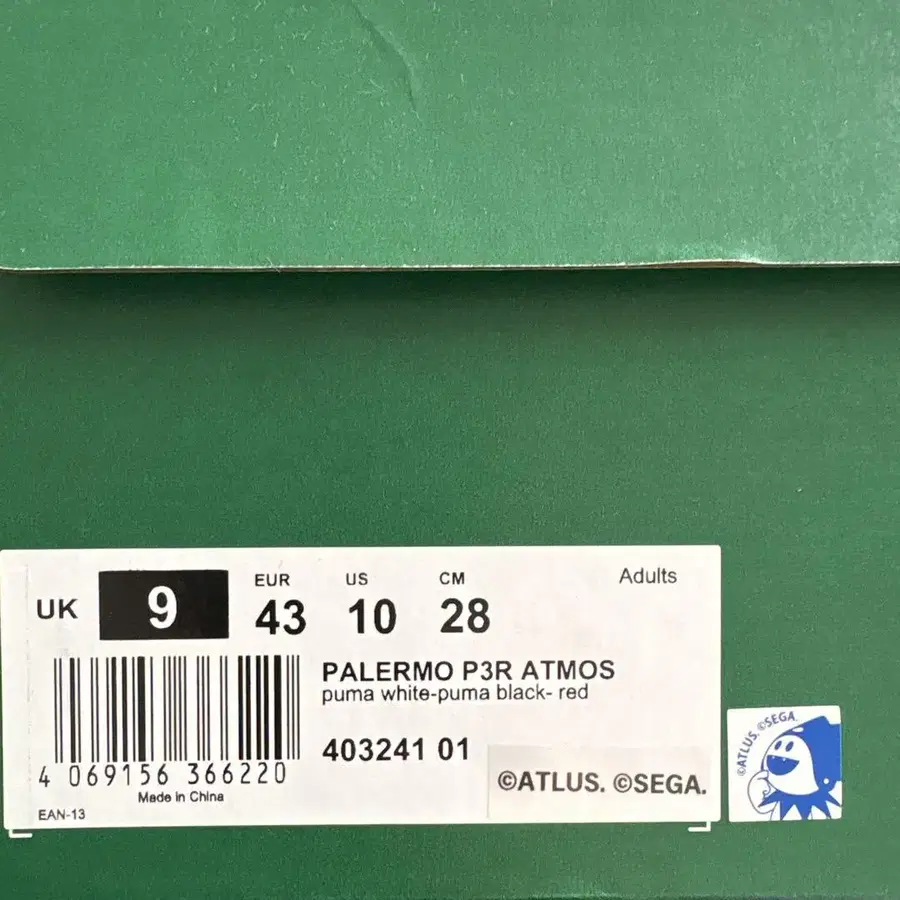 UK 9 EUR 43 US 10 CM 28 Adults
PALERMO P3R ATMOS
puma white-puma black- red
403241 01
4 069156 366220
Made in China
EAN-13
©ATLUS. ©SEGA.
©ATLUS. ©SEGA.